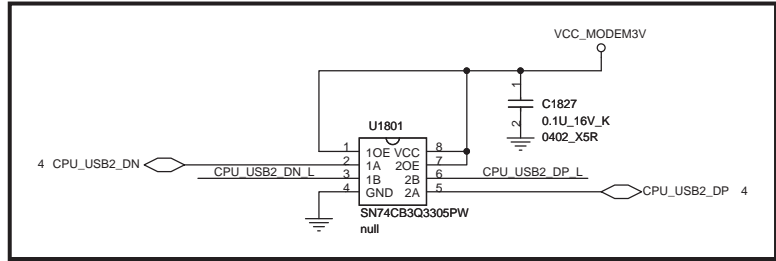 VCC_MODEM3V
1
C1827
2
0.1U_16V_K
0402_X5R
U1801
1 1OE VCC 8
4 CPU_USB2_DN 2 1A 2OE 7
CPU_USB2_DN_L 3 1B 2B 6 CPU_USB2_DP_L
4 GND 2A 5 CPU_USB2_DP 4
SN74CB3Q3305PW
null